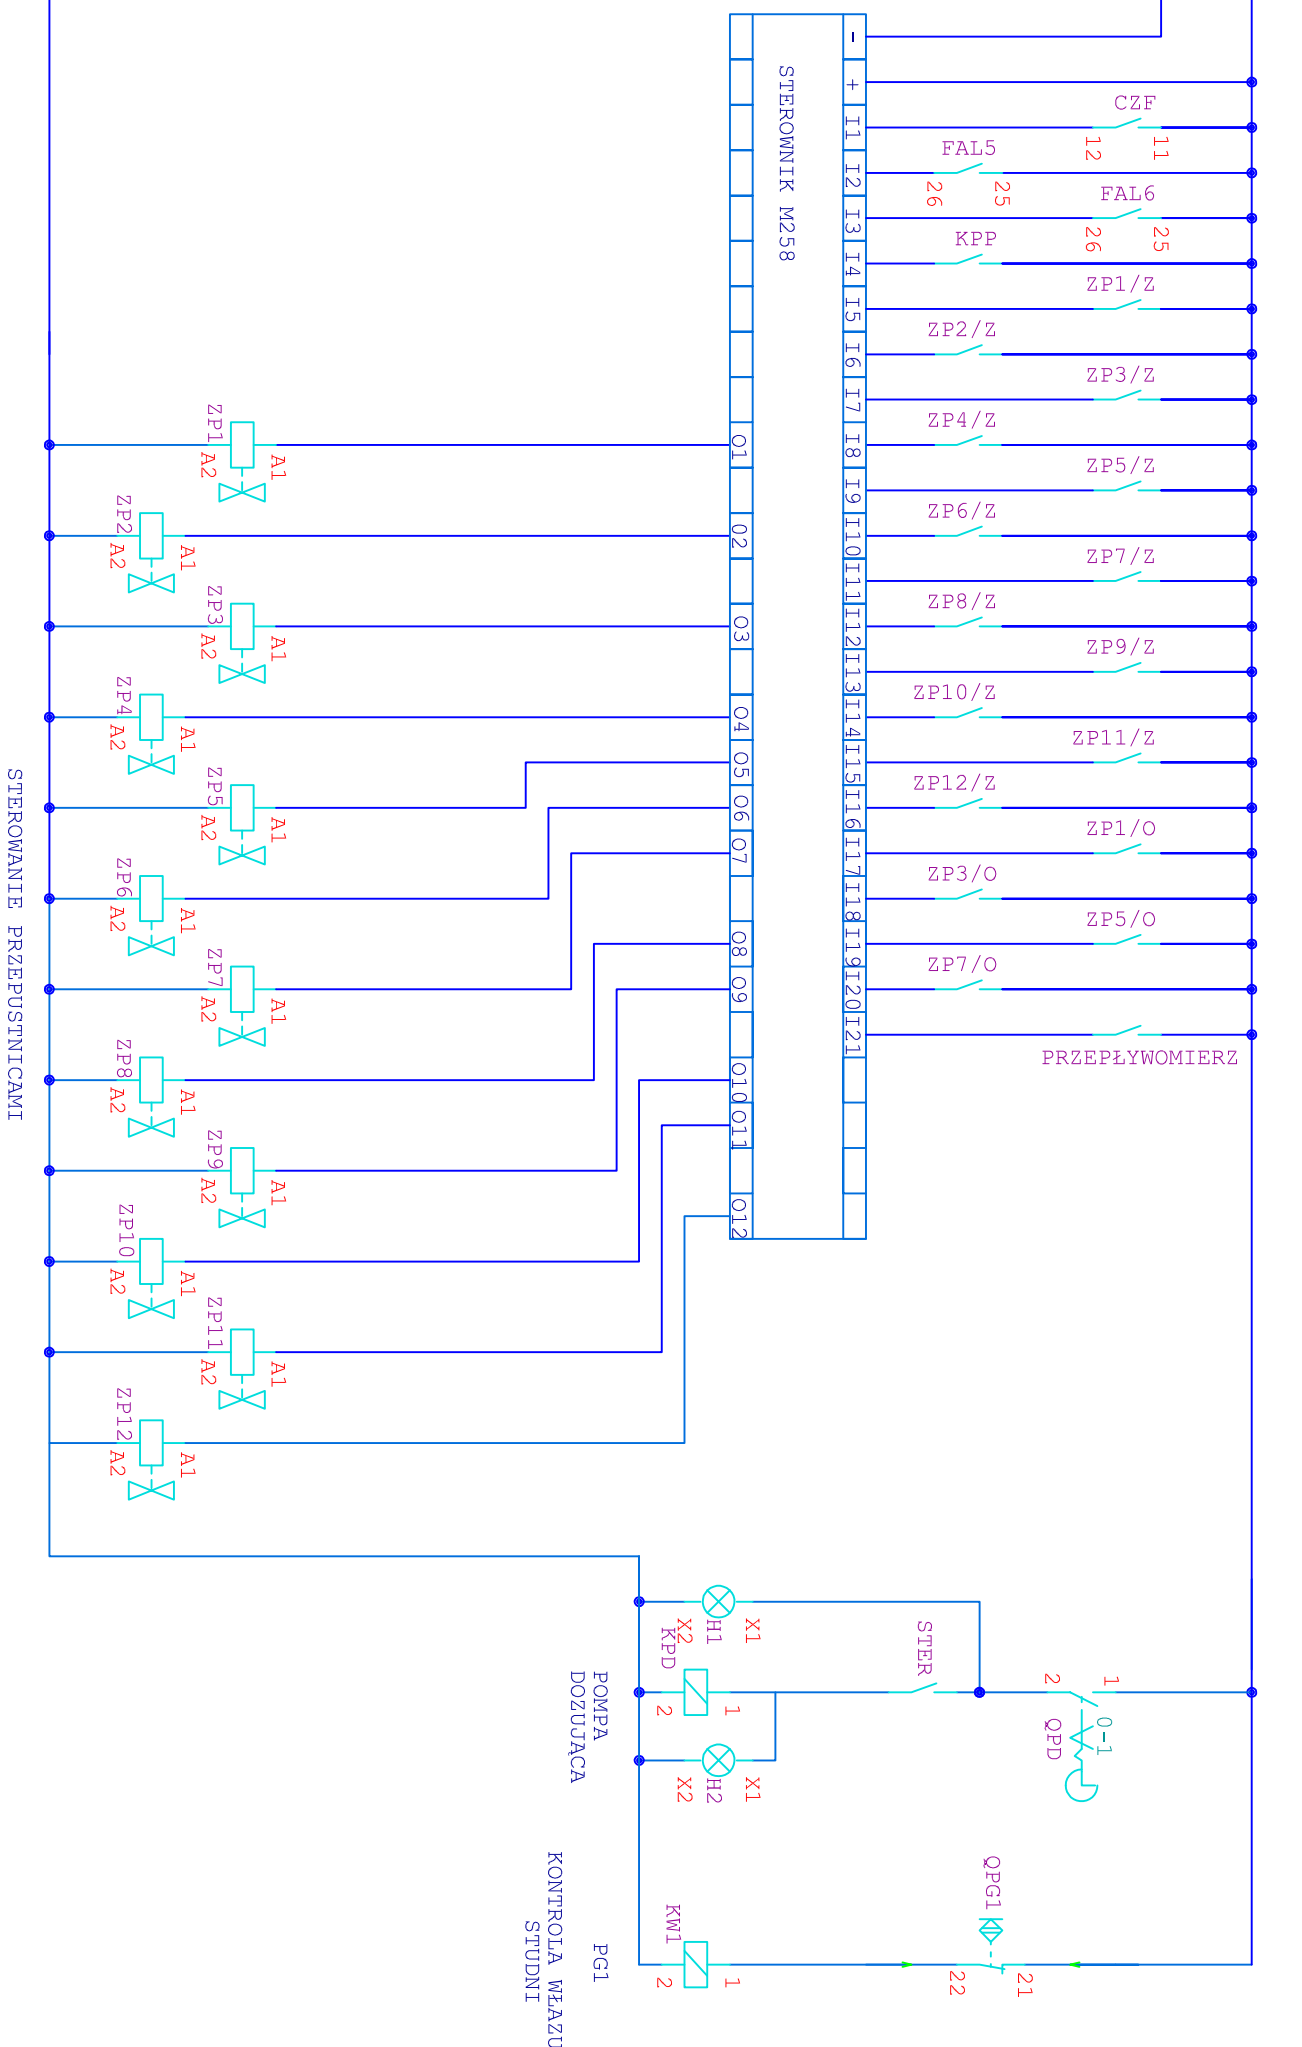 STEROWNIK M258
-
+
I1
I2
I3
I4
I5
I6
I7
I8
I9
I10
I11
I12
I13
I14
I15
I16
I17
I18
I19
I20
I21
CZF
12
11
FAL5
26
25
FAL6
26
25
KPP
ZP1/Z
ZP2/Z
ZP3/Z
ZP4/Z
ZP5/Z
ZP6/Z
ZP7/Z
ZP8/Z
ZP9/Z
ZP10/Z
ZP11/Z
ZP12/Z
ZP1/O
ZP3/O
ZP5/O
ZP7/O
PRZEPŁYWOMIERZ
O1
O2
O3
O4
O5
O6
O7
O8
O9
O10
O11
O12
ZP1
A2
A1
ZP2
A2
A1
ZP3
A2
A1
ZP4
A2
A1
ZP5
A2
A1
ZP6
A2
A1
ZP7
A2
A1
ZP8
A2
A1
ZP9
A2
A1
ZP10
A2
A1
ZP11
A2
A1
ZP12
A2
A1
STEROWANIE PRZEPUSTNICAMI
X2
H1
X1
KPD
2
1
STER
2
1
0-1
QPD
X2
H2
X1
POMPA
DOZUJĄCA
QPG1
22
21
KW1
2
1
PG1
KONTROLA WŁAZU
STUDNI